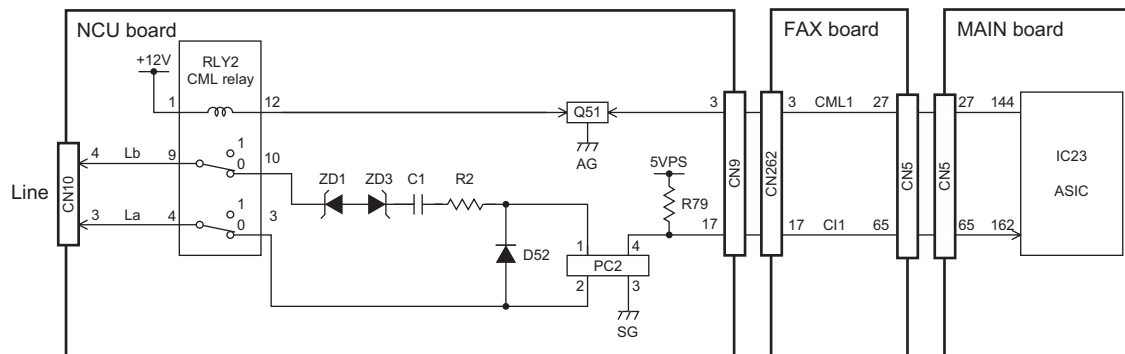 NCU board
FAX board
MAIN board
+12V
RLY2
CML relay
1
12
Q51
AG
3
CN9
CN262
3
CML1
27
CN5
CN5
27
144
IC23
ASIC
Line
CN10
4
Lb
9
1
0
10
ZD1
ZD3
C1
R2
5VPS
R79
3
La
4
1
0
3
D52
1
4
PC2
2
3
SG
17
17
CI1
65
65
162